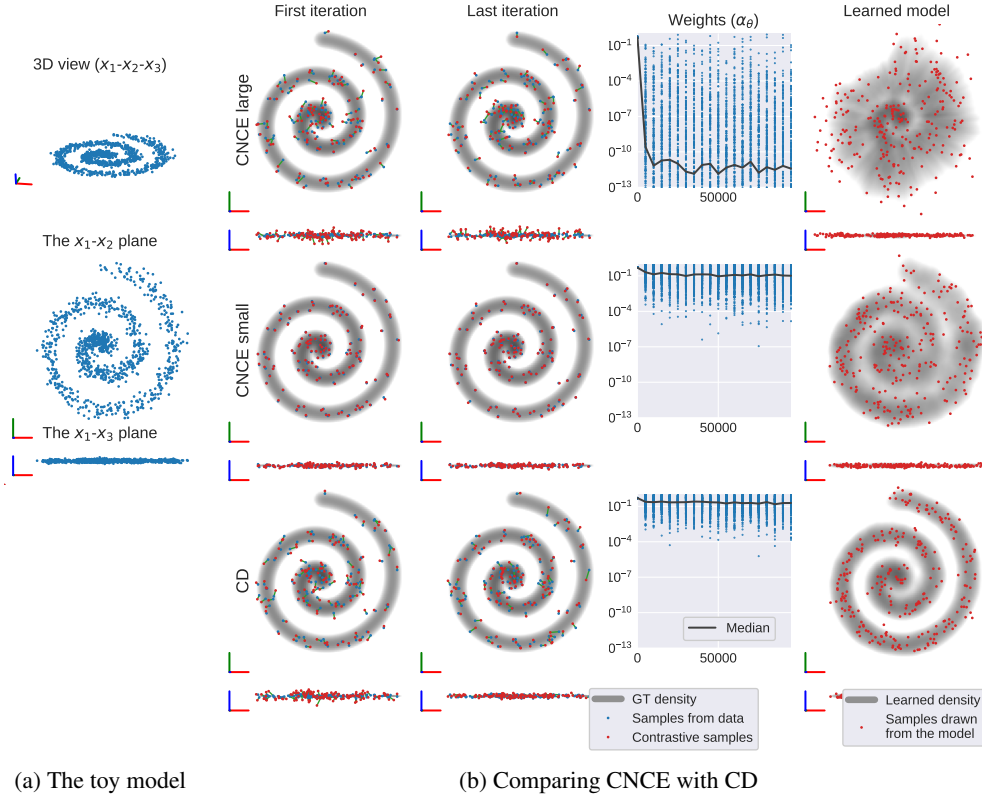 First iteration
Last iteration
Weights (αθ)
Learned model
3D view (x1-x2-x3)
The x1-x2 plane
The x1-x3 plane
CNCE large
10−1
10−4
10−7
10−10
10−13
0
50000
CNCE small
10−1
10−4
10−7
10−10
10−13
0
50000
CD
10−1
10−4
10−7
10−10
10−13
0
50000
Median
GT density
Samples from data
Contrastive samples
Learned density
Samples drawn
from the model
(a) The toy model
(b) Comparing CNCE with CD